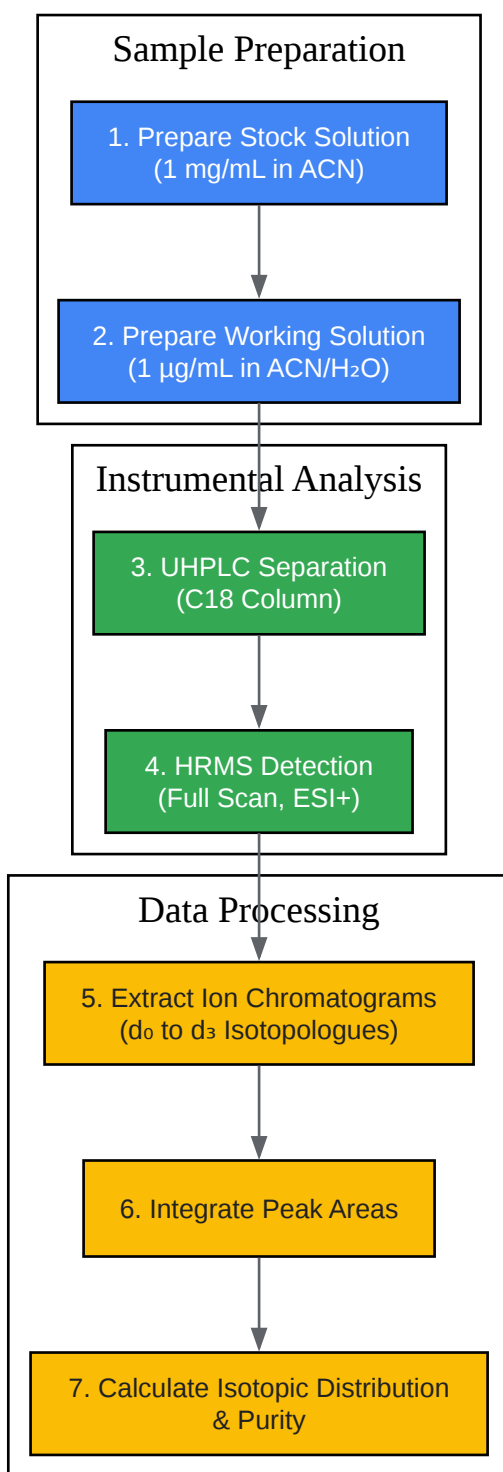 Sample Preparation
1. Prepare Stock Solution
(1 mg/mL in ACN)
2. Prepare Working Solution
(1 µg/mL in ACN/H₂O)
Instrumental Analysis
3. UHPLC Separation
(C18 Column)
4. HRMS Detection
(Full Scan, ESI+)
Data Processing
5. Extract Ion Chromatograms
(d₀ to d₃ Isotopologues)
6. Integrate Peak Areas
7. Calculate Isotopic Distribution
& Purity